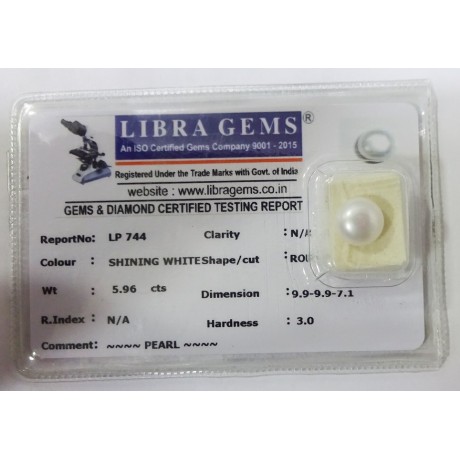 LIBRA GEMS®
An ISO Certified Gems Company 9001 - 2015
Registered Under the Trade Marks with Govt. of India
website : www.libragems.co.in
GEMS & DIAMOND CERTIFIED TESTING REPORT
ReportNo: LP 744 Clarity : N/A
Colour : SHINING WHITE Shape/cut :
Wt : 5.96 cts Dimension : 9.9-9.9-7.1
R.Index : N/A Hardness : 3.0
Comment: ~~~~ PEARL ~~~~